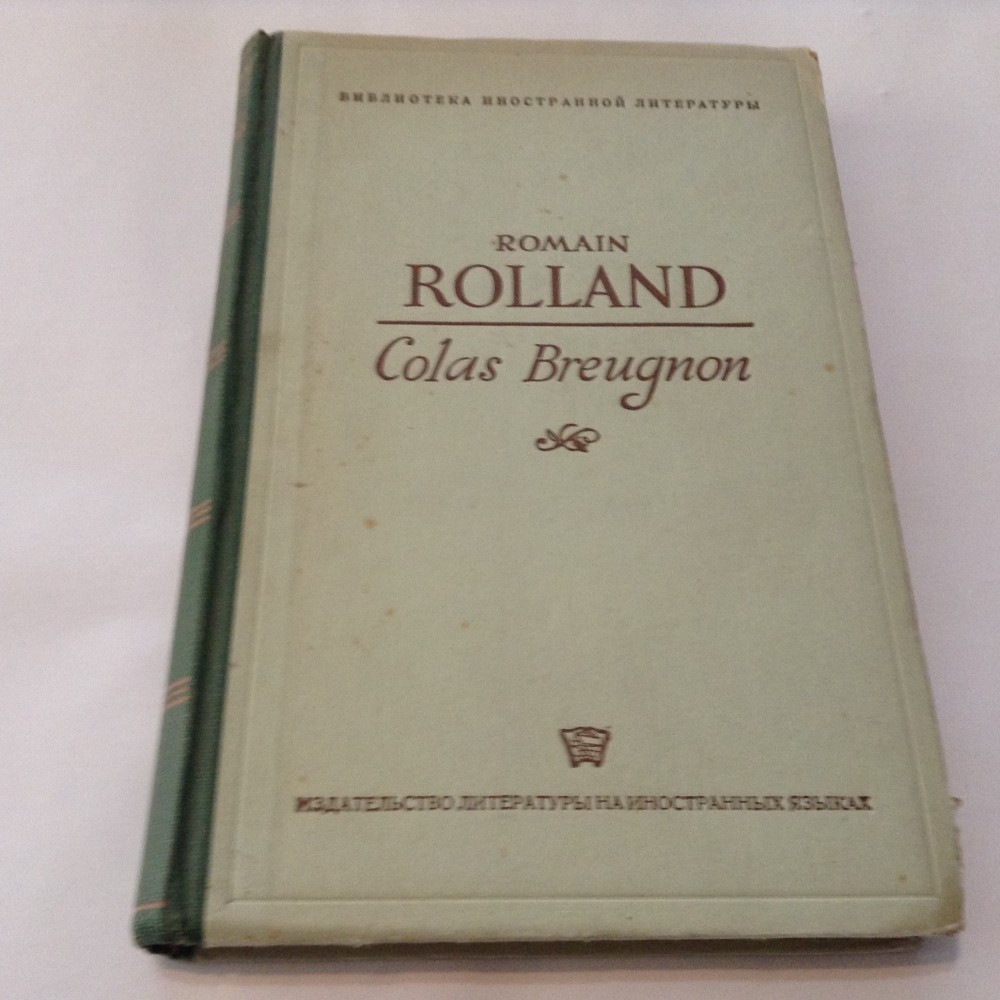 БИБЛИОТЕКА ИНОСТРАННОЙ ЛИТЕРАТУРЫ
ROMAIN
ROLLAND
Colas Breugnon
ИЗДАТЕЛЬСТВО ЛИТЕРАТУРЫ НА ИНОСТРАННЫХ ЯЗЫКАХ